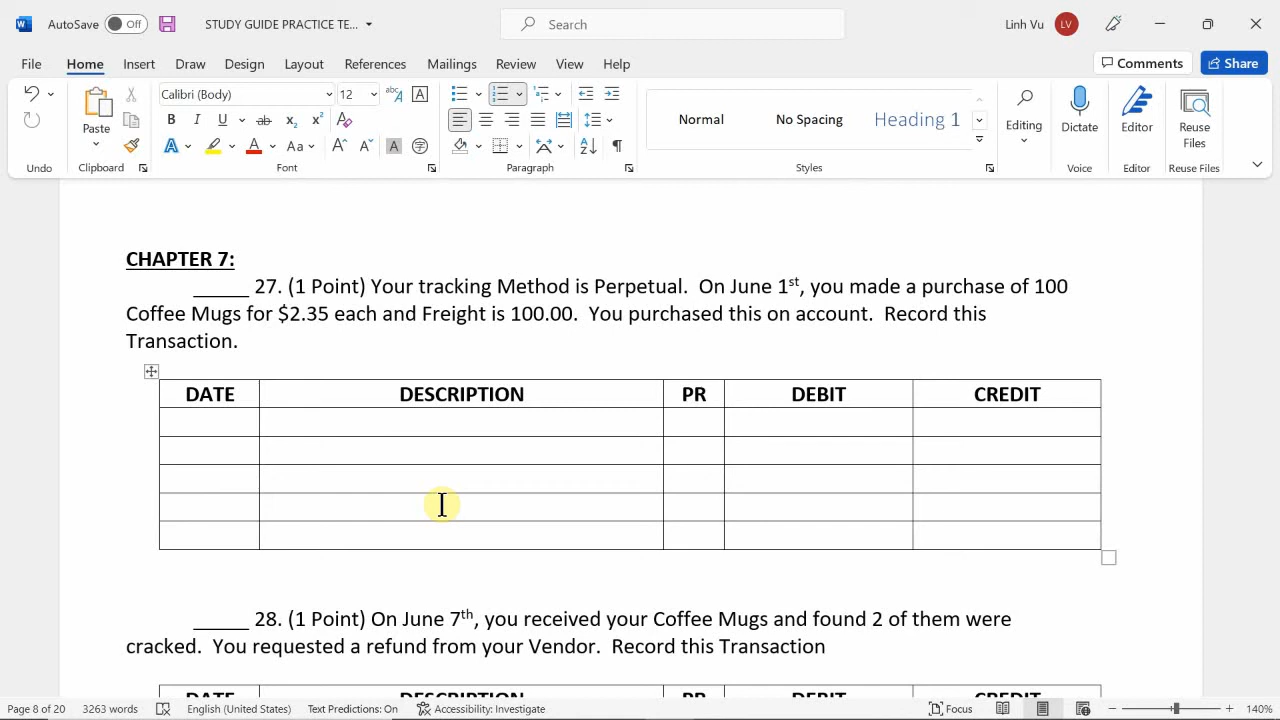 AutoSave Off STUDY GUIDE PRACTICE TE... Search Linh Vu LV
File Home Insert Draw Design Layout References Mailings Review View Help Comments Share
Calibri (Body) 12 Normal No Spacing Heading 1
Paste Editing Dictate Editor Reuse Files
Undo Clipboard Font Paragraph Styles Voice Editor Reuse Files
CHAPTER 7:
_____ 27. (1 Point) Your tracking Method is Perpetual. On June 1st, you made a purchase of 100
Coffee Mugs for $2.35 each and Freight is 100.00. You purchased this on account. Record this
Transaction.
DATE DESCRIPTION PR DEBIT CREDIT
_____ 28. (1 Point) On June 7th, you received your Coffee Mugs and found 2 of them were
cracked. You requested a refund from your Vendor. Record this Transaction
DATE DESCRIPTION PR DEBIT CREDIT
Page 8 of 20 3263 words English (United States) Text Predictions: On Accessibility: Investigate Focus 140%